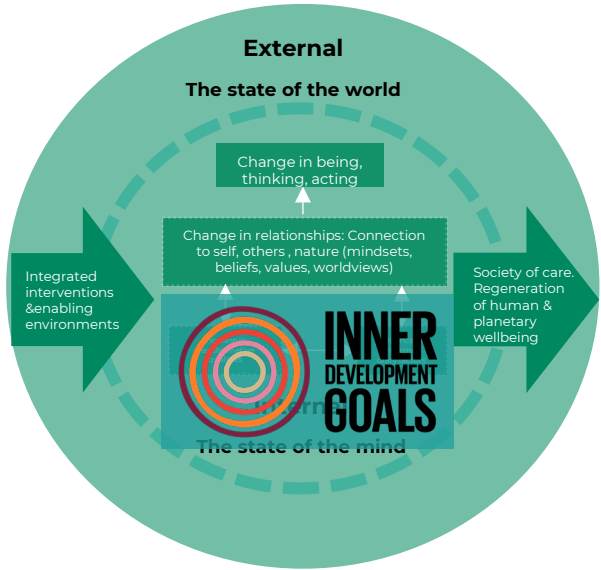 External
The state of the world
Change in being,
thinking, acting
Change in relationships: Connection
to self, others , nature (mindsets,
beliefs, values, worldviews)
Integrated
interventions
&enabling
environments
Society of care.
Regeneration
of human &
planetary
wellbeing
INNER
DEVELOPMENT
GOALS
Internal
The state of the mind